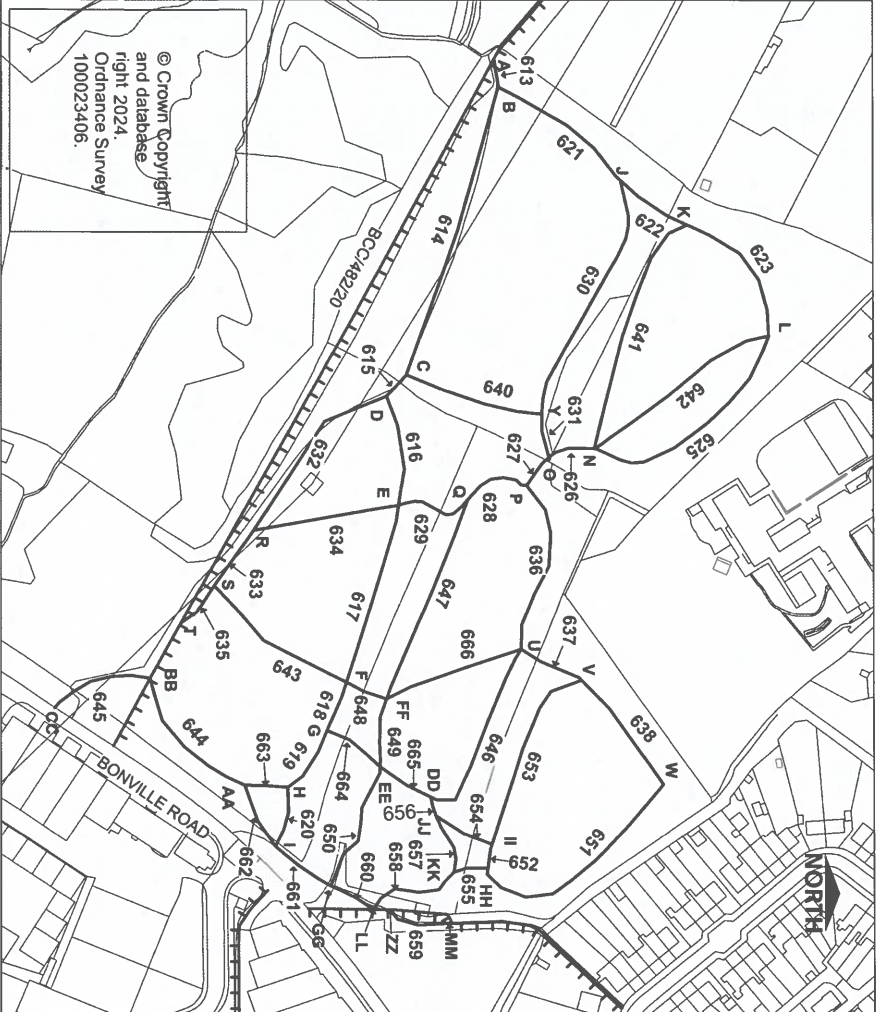 613
A
B
621
J
K
622
623
L
614
630
641
642
BCC/482/20
615
C
640
Y
631
625
D
627
O
N
626
616
632
E
Q
628
P
629
634
636
R
647
637
633
S
617
666
U
V
635
T
643
F
648
FF
638
BB
618
G
649
665
646
653
W
645
644
663
619
664
EE
DD
654
CC
H
656
JJ
II
651
AA
620
650
657
KK
652
BONVILLE ROAD
I
660
658
655
HH
662
661
GG
LL
ZZ
659
MM
NORTH
© Crown Copyright
and database
right 2024.
Ordnance Survey
100023406.